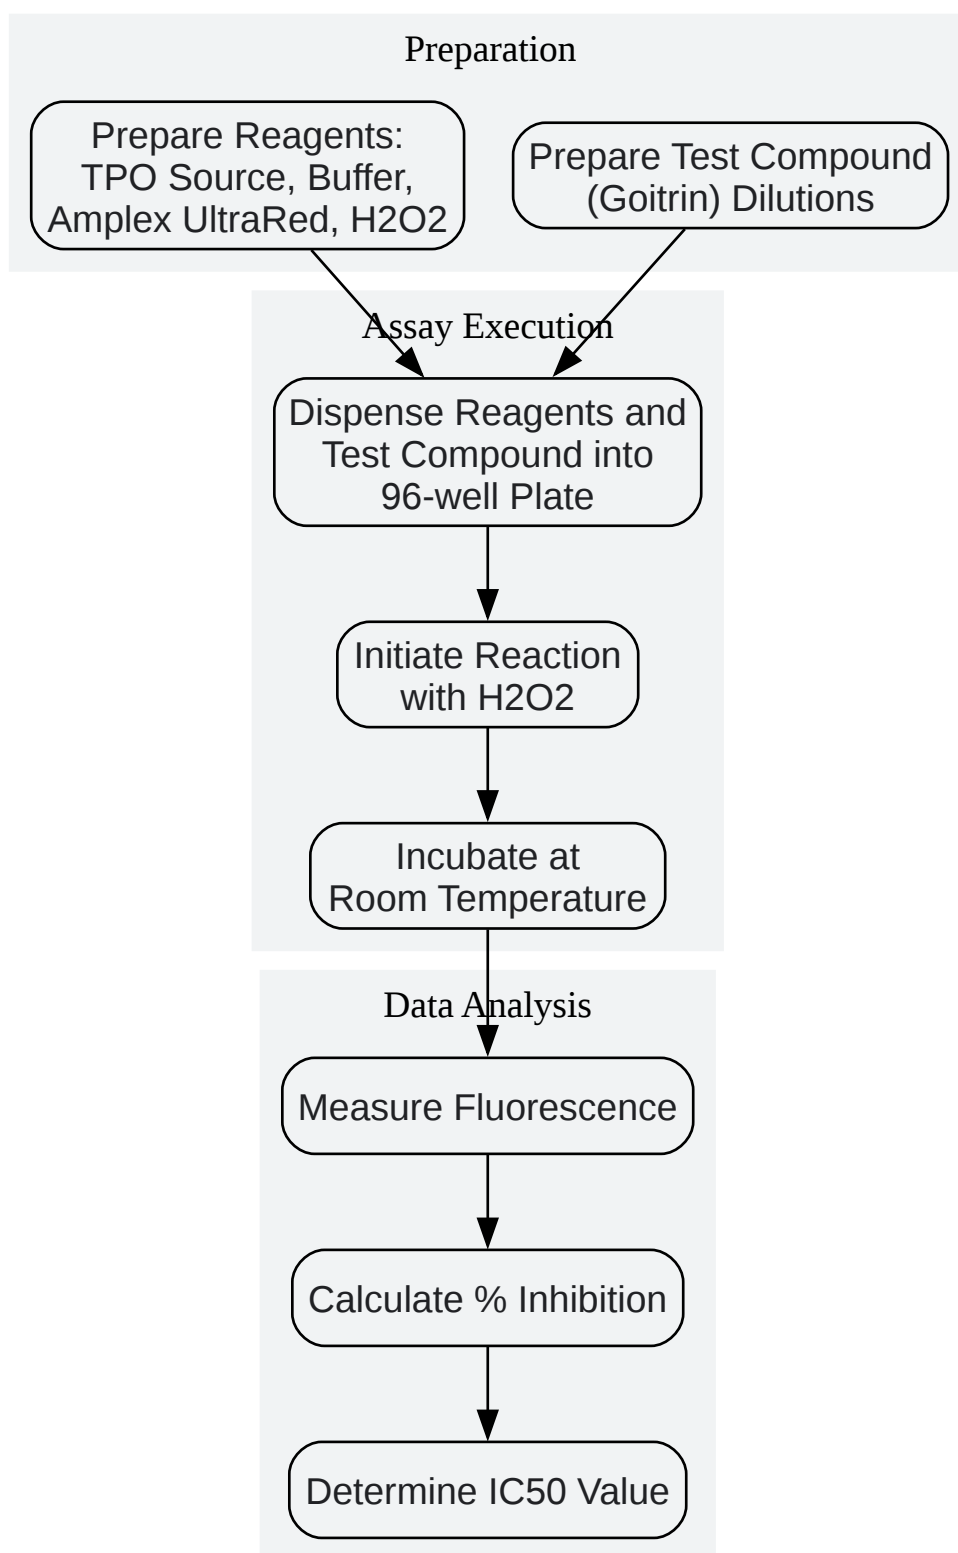 Preparation
Prepare Reagents:
TPO Source, Buffer,
Amplex UltraRed, H2O2
Prepare Test Compound
(Goitrin) Dilutions
Assay Execution
Dispense Reagents and
Test Compound into
96-well Plate
Initiate Reaction
with H2O2
Incubate at
Room Temperature
Data Analysis
Measure Fluorescence
Calculate % Inhibition
Determine IC50 Value